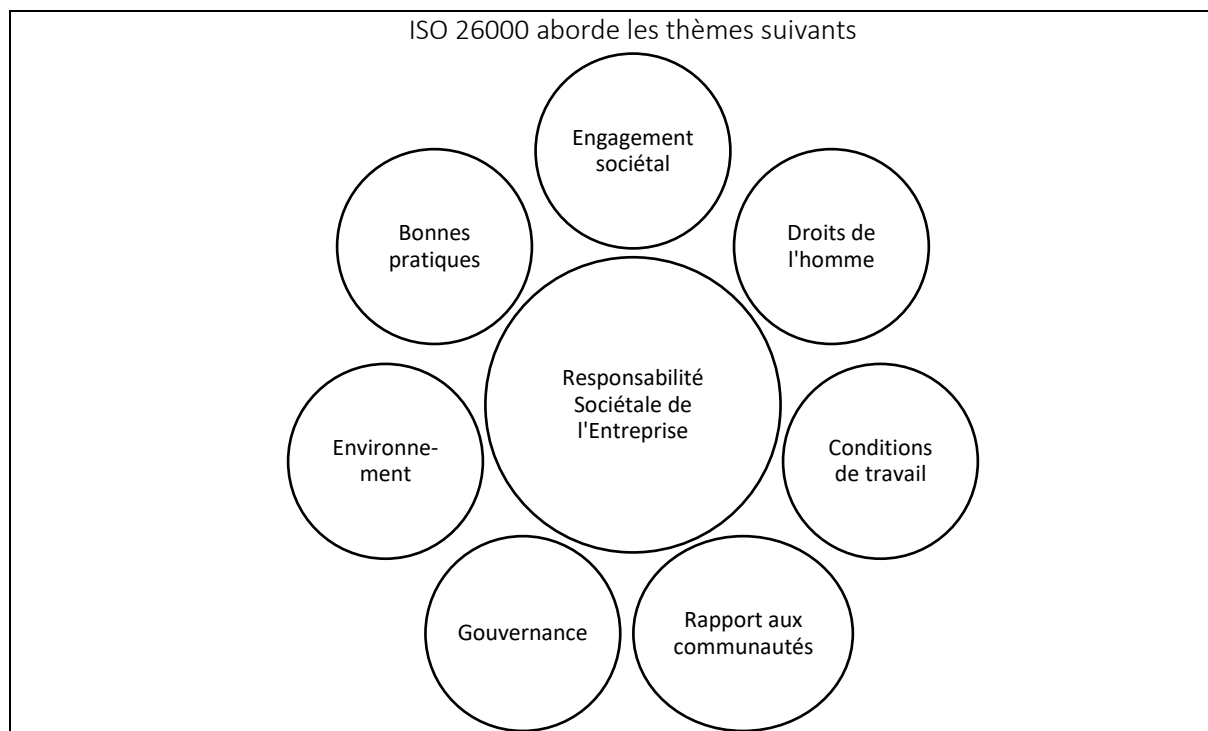 ISO 26000 aborde les thèmes suivants
Engagement
sociétal
Droits de
l'homme
Conditions
de travail
Rapport aux
communautés
Gouvernance
Environne-
ment
Bonnes
pratiques
Responsabilité
Sociétale de
l'Entreprise